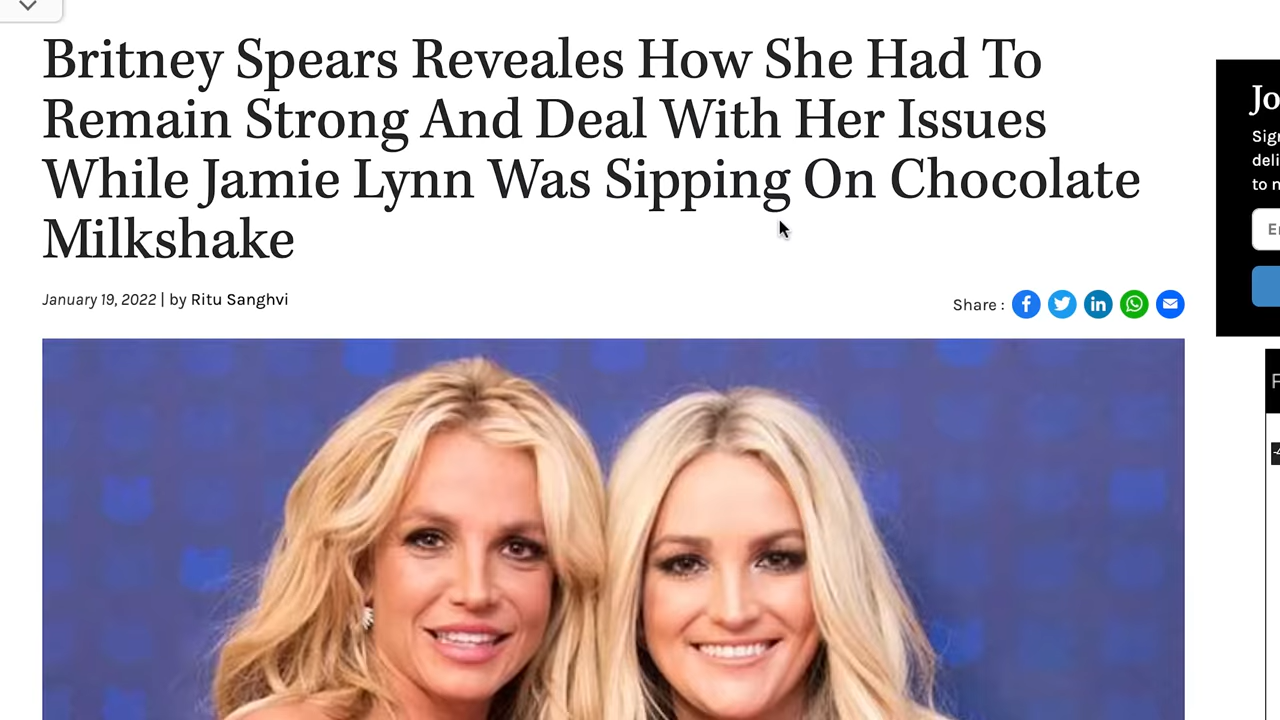 Britney Spears Reveales How She Had To
Remain Strong And Deal With Her Issues
While Jamie Lynn Was Sipping On Chocolate
Milkshake
January 19, 2022 | by Ritu Sanghvi
Share :